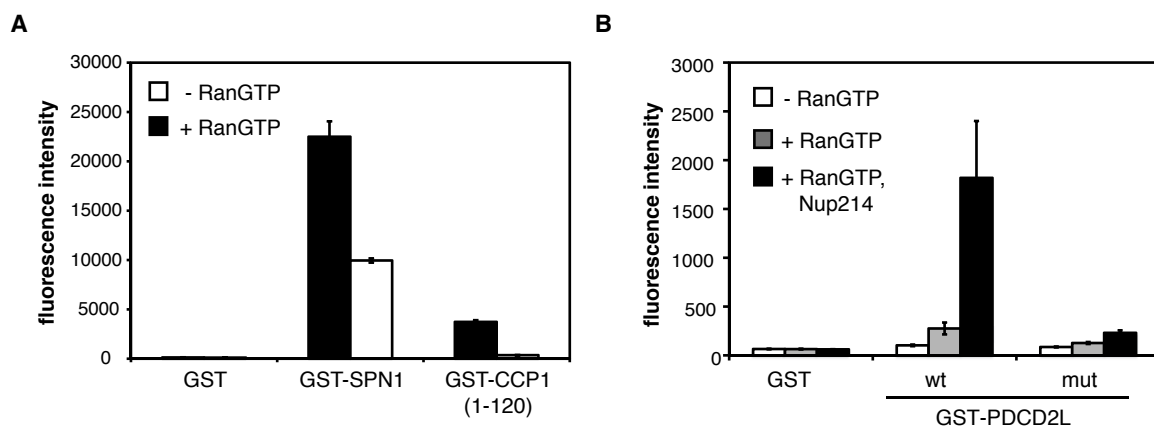 A
fluorescence intensity
30000
25000
20000
15000
10000
5000
0
- RanGTP
+ RanGTP
GST
GST-SPN1
GST-CCP1
(1-120)
B
fluorescence intensity
3000
2500
2000
1500
1000
500
0
- RanGTP
+ RanGTP
+ RanGTP,
Nup214
GST
wt
mut
GST-PDCD2L